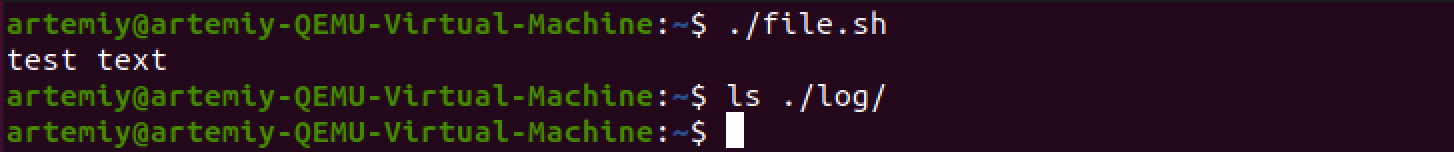 artemiy@artemiy-QEMU-Virtual-Machine:~$ ./file.sh
test text
artemiy@artemiy-QEMU-Virtual-Machine:~$ ls ./log/
artemiy@artemiy-QEMU-Virtual-Machine:~$